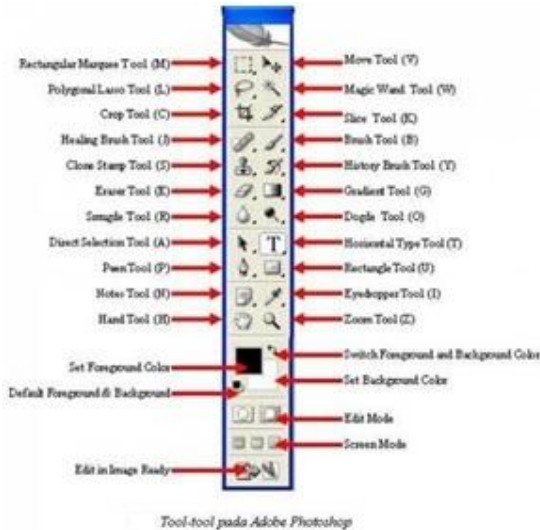 Rectangular Marquee Tool (M)
Move Tool (V)
Polygonal Lasso Tool (L)
Magic Wand Tool (W)
Crop Tool (C)
Slice Tool (K)
Healing Brush Tool (J)
Brush Tool (B)
Clone Stamp Tool (S)
History Brush Tool (Y)
Eraser Tool (E)
Gradient Tool (G)
Smugde Tool (R)
Dogde Tool (O)
Direct Selection Tool (A)
Horizontal Type Tool (T)
T
Peen Tool (P)
Rectangle Tool (U)
Notes Tool (N)
Eyedropper Tool (I)
Hand Tool (H)
Zoom Tool (Z)
Switch Foreground and Background Color
Set Foreground Color
Set Background Color
Default Foreground & Background
Edit Mode
Screen Mode
Edit in Image Ready
Tool-tool pada Adobe Photoshop